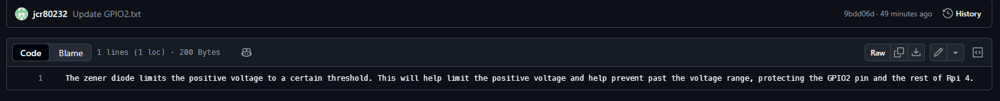 jcr80232 Update GPIO2.txt 9bdd06d · 49 minutes ago History
Code Blame 1 lines (1 loc) · 200 Bytes Raw
1 The zener diode limits the positive voltage to a certain threshold. This will help limit the positive voltage and help prevent past the voltage range, protecting the GPIO2 pin and the rest of Rpi 4.